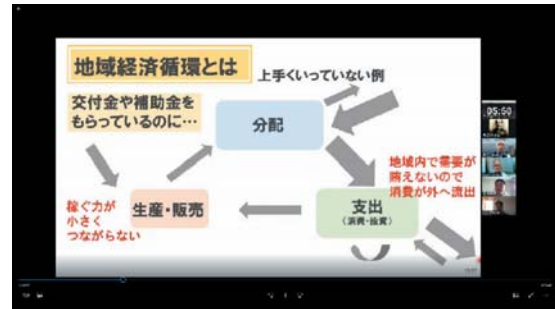 地域経済循環とは
上手くいっていない例
交付金や補助金を
もらっているのに…
分配
05:50
地域内で需要が
賄えないので
消費が外へ流出
稼ぐ力が
小さく
つながらない
生産・販売
支出
(消費・投資)